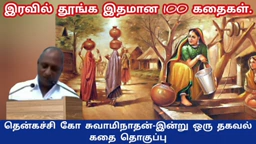 இரவில் தூங்க இதமான 100 கதைகள்.
தென்கச்சி கோ சுவாமிநாதன்-இன்று ஒரு தகவல்
கதை தொகுப்பு